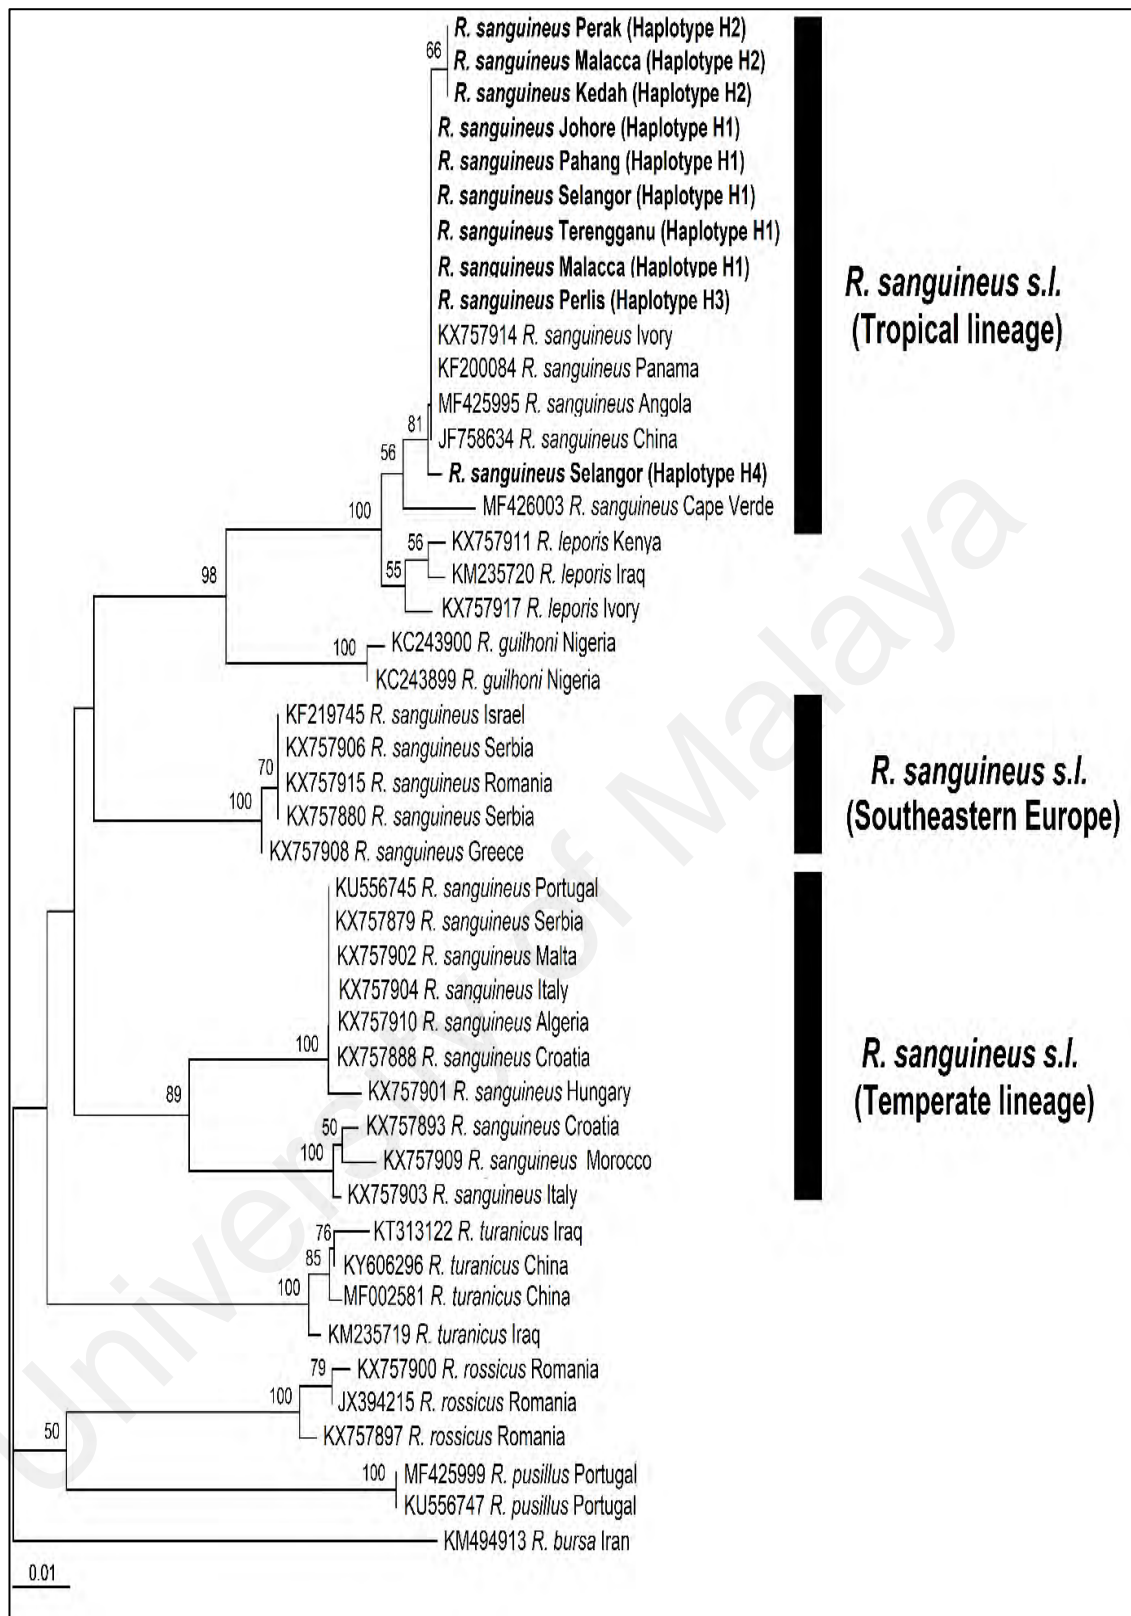 R. sanguineus Perak (Haplotype H2)
66
R. sanguineus Malacca (Haplotype H2)
R. sanguineus Kedah (Haplotype H2)
R. sanguineus Johore (Haplotype H1)
R. sanguineus Pahang (Haplotype H1)
R. sanguineus Selangor (Haplotype H1)
R. sanguineus Terengganu (Haplotype H1)
R. sanguineus Malacca (Haplotype H1)
R. sanguineus s.l.
(Tropical lineage)
R. sanguineus Perlis (Haplotype H3)
KX757914 R. sanguineus Ivory
KF200084 R. sanguineus Panama
MF425995 R. sanguineus Angola
81
JF758634 R. sanguineus China
56
R. sanguineus Selangor (Haplotype H4)
MF426003 R. sanguineus Cape Verde
100
56
KX757911 R. leporis Kenya
98
55
KM235720 R. leporis Iraq
KX757917 R. leporis Ivory
100
KC243900 R. guilhoni Nigeria
KC243899 R. guilhoni Nigeria
KF219745 R. sanguineus Israel
KX757906 R. sanguineus Serbia
70
KX757915 R. sanguineus Romania
R. sanguineus s.l.
(Southeastern Europe)
100
KX757880 R. sanguineus Serbia
KX757908 R. sanguineus Greece
KU556745 R. sanguineus Portugal
KX757879 R. sanguineus Serbia
KX757902 R. sanguineus Malta
KX757904 R. sanguineus Italy
KX757910 R. sanguineus Algeria
100
KX757888 R. sanguineus Croatia
R. sanguineus s.l.
(Temperate lineage)
89
KX757901 R. sanguineus Hungary
50
KX757893 R. sanguineus Croatia
100
KX757909 R. sanguineus Morocco
KX757903 R. sanguineus Italy
76
KT313122 R. turanicus Iraq
85
KY606296 R. turanicus China
100
MF002581 R. turanicus China
KM235719 R. turanicus Iraq
79
KX757900 R. rossicus Romania
100
JX394215 R. rossicus Romania
50
KX757897 R. rossicus Romania
100
MF425999 R. pusillus Portugal
KU556747 R. pusillus Portugal
KM494913 R. bursa Iran
0.01
University of Malaya